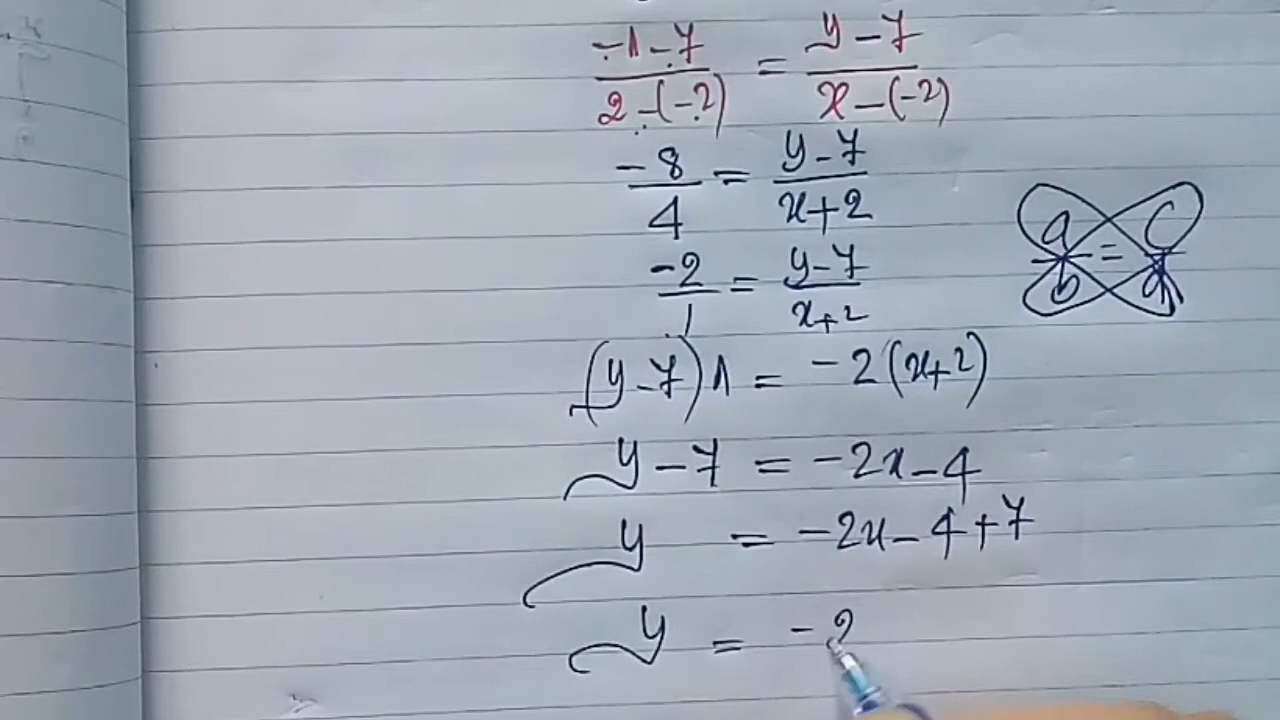 -1-7/2-(-2) = y-7/x-(-2)
-8/4 = y-7/x+2
a/b = c/d
-2/1 = y-7/x+2
(y-7)1 = -2(x+2)
y-7 = -2x-4
y = -2x-4+7
y = -2